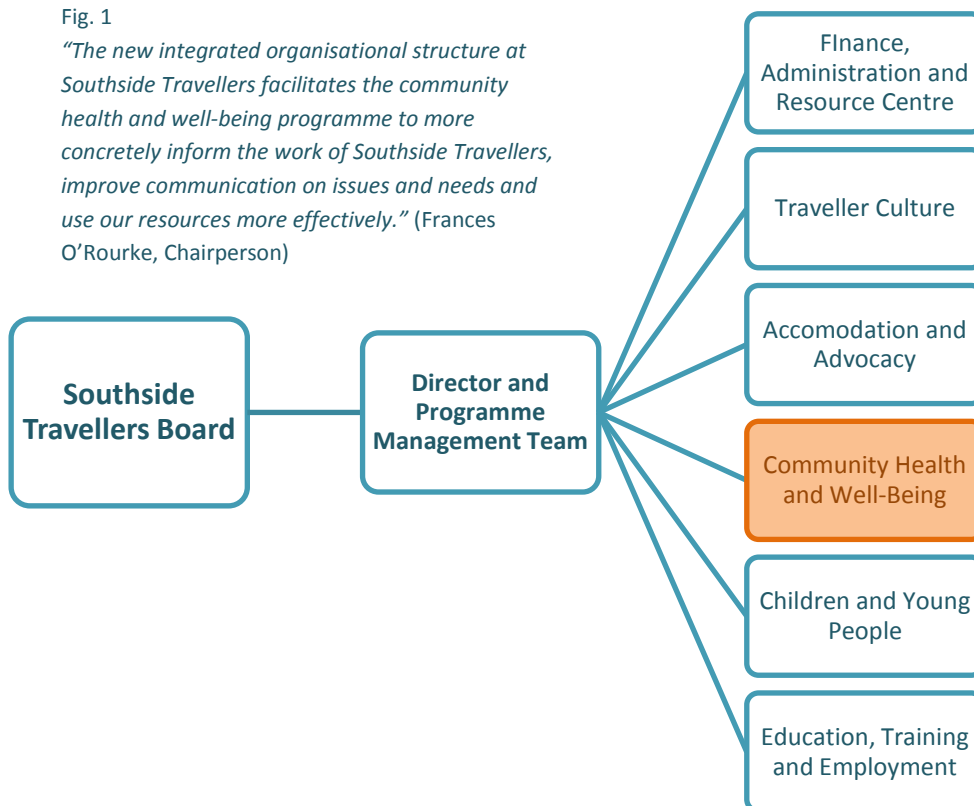 Fig. 1
“The new integrated organisational structure at
Southside Travellers facilitates the community
health and well-being programme to more
concretely inform the work of Southside Travellers,
improve communication on issues and needs and
use our resources more effectively.” (Frances
O’Rourke, Chairperson)
Southside
Travellers Board
Director and
Programme
Management Team
FInance,
Administration and
Resource Centre
Traveller Culture
Accomodation and
Advocacy
Community Health
and Well-Being
Children and Young
People
Education, Training
and Employment